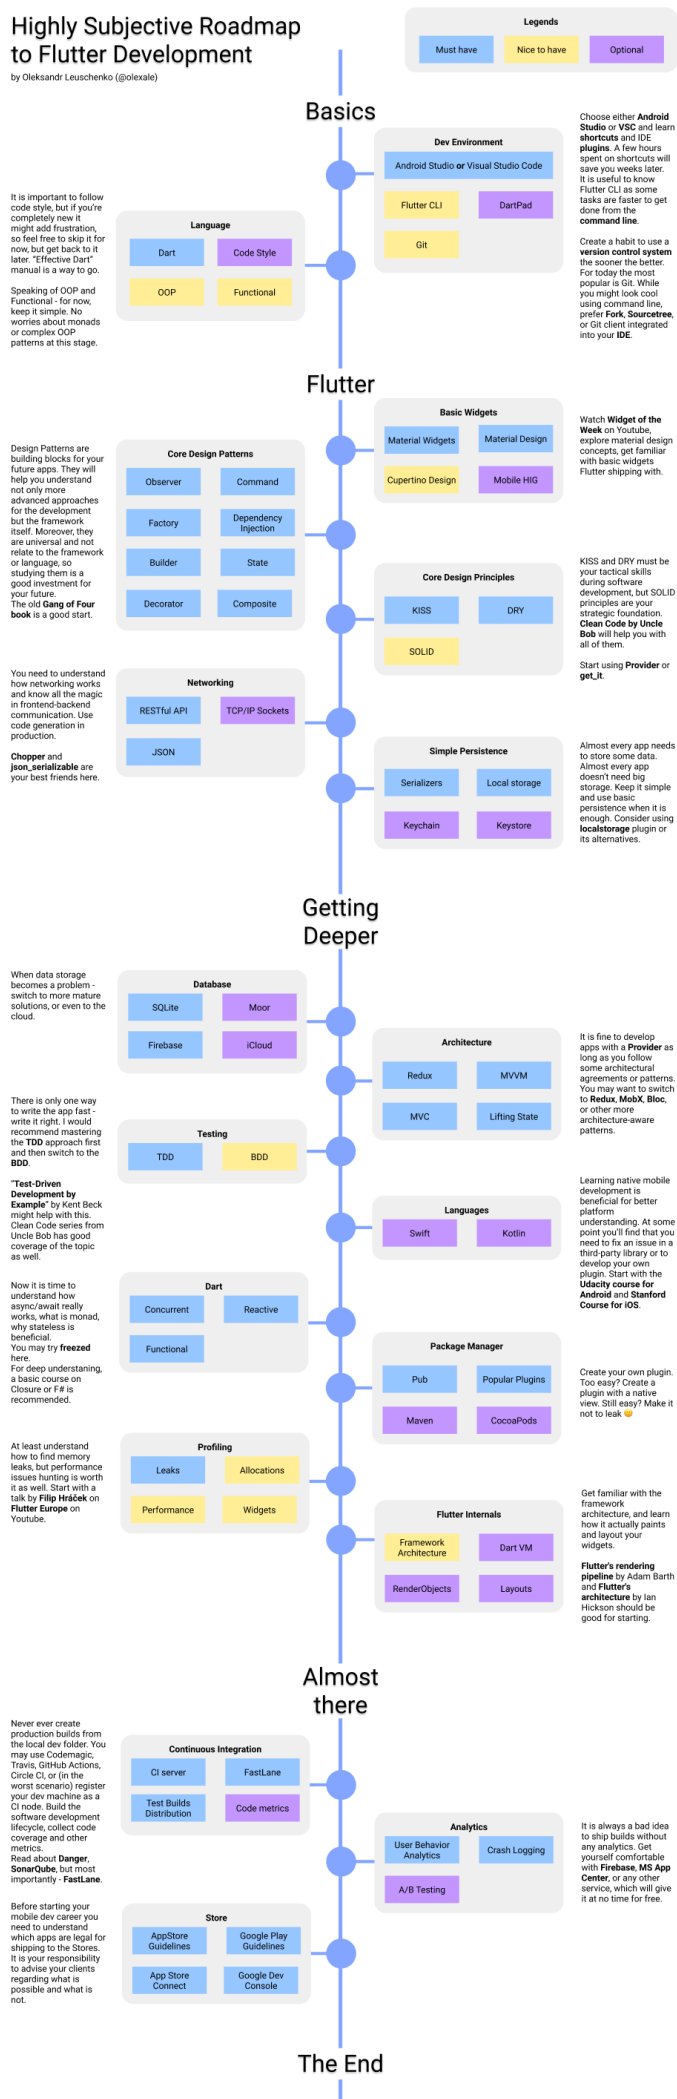 Highly Subjective Roadmap
to Flutter Development
by Oleksandr Leuschenko (@olexale)
Legends
Must have
Nice to have
Optional
Basics
Dev Environment
Android Studio or Visual Studio Code
Flutter CLI
DartPad
Git
Choose either Android
Studio or VSC and learn
shortcuts and IDE
plugins. A few hours
spent on shortcuts will
save you weeks later.
It is useful to know
Flutter CLI as some
tasks are faster to get
done from the
command line.
Create a habit to use a
version control system
the sooner the better.
For today the most
popular is Git. While
you might look cool
using command line,
prefer Fork, Sourcetree,
or Git client integrated
into your IDE.
It is important to follow
code style, but if you're
completely new it
might add frustration,
so feel free to skip it for
now, but get back to it
later. "Effective Dart"
manual is a way to go.
Speaking of OOP and
Functional - for now,
keep it simple. No
worries about monads
or complex OOP
patterns at this stage.
Language
Dart
Code Style
OOP
Functional
Flutter
Basic Widgets
Material Widgets
Material Design
Cupertino Design
Mobile HIG
Watch Widget of the
Week on Youtube,
explore material design
concepts, get familiar
with basic widgets
Flutter shipping with.
Design Patterns are
building blocks for your
future apps. They will
help you understand
not only more
advanced approaches
for the development
but the framework
itself. Moreover, they
are universal and not
relate to the framework
or language, so
studying them is a
good investment for
your future.
The old Gang of Four
book is a good start.
Core Design Patterns
Observer
Command
Factory
Dependency
Injection
Builder
State
Decorator
Composite
Core Design Principles
KISS
DRY
SOLID
KISS and DRY must be
your tactical skills
during software
development, but SOLID
principles are your
strategic foundation.
Clean Code by Uncle
Bob will help you with
all of them.
Start using Provider or
get_it.
You need to understand
how networking works
and know all the magic
in frontend-backend
communication. Use
code generation in
production.
Chopper and
json_serializable are
your best friends here.
Networking
RESTful API
TCP/IP Sockets
JSON
Simple Persistence
Serializers
Local storage
Keychain
Keystore
Almost every app needs
to store some data.
Almost every app
doesn't need big
storage. Keep it simple
and use basic
persistence when it is
enough. Consider using
localstorage plugin or
its alternatives.
Getting
Deeper
When data storage
becomes a problem -
switch to more mature
solutions, or even to the
cloud.
Database
SQLite
Moor
Firebase
iCloud
Architecture
Redux
MVVM
MVC
Lifting State
It is fine to develop
apps with a Provider as
long as you follow
some architectural
agreements or patterns.
You may want to switch
to Redux, MobX, Bloc,
or other more
architecture-aware
patterns.
There is only one way
to write the app fast -
write it right. I would
recommend mastering
the TDD approach first
and then switch to the
BDD.
"Test-Driven
Development by
Example" by Kent Beck
might help with this.
Clean Code series from
Uncle Bob has good
coverage of the topic
as well.
Testing
TDD
BDD
Languages
Swift
Kotlin
Learning native mobile
development is
beneficial for better
platform
understanding. At some
point you'll find that you
need to fix an issue in a
third-party library or to
develop your own
plugin. Start with the
Udacity course for
Android and Stanford
Course for iOS.
Now it is time to
understand how
async/await really
works, what is monad,
why stateless is
beneficial.
You may try freezed
here.
For deep understaning,
a basic course on
Closure or F# is
recommended.
Dart
Concurrent
Reactive
Functional
Package Manager
Pub
Popular Plugins
Maven
CocoaPods
Create your own plugin.
Too easy? Create a
plugin with a native
view. Still easy? Make it
not to leak 😊
At least understand
how to find memory
leaks, but performance
issues hunting is worth
it as well. Start with a
talk by Filip Hráček on
Flutter Europe on
Youtube.
Profiling
Leaks
Allocations
Performance
Widgets
Flutter Internals
Framework
Architecture
Dart VM
RenderObjects
Layouts
Get familiar with the
framework
architecture, and learn
how it actually paints
and layout your
widgets.
Flutter's rendering
pipeline by Adam Barth
and Flutter's
architecture by Ian
Hickson should be
good for starting.
Almost
there
Never ever create
production builds from
the local dev folder. You
may use Codemagic,
Travis, GitHub Actions,
Circle CI, or (in the
worst scenario) register
your dev machine as a
CI node. Build the
software development
lifecycle, collect code
coverage and other
metrics.
Read about Danger,
SonarQube, but most
importantly - FastLane.
Continuous Integration
CI server
FastLane
Test Builds
Distribution
Code metrics
Analytics
User Behavior
Analytics
Crash Logging
A/B Testing
It is always a bad idea
to ship builds without
any analytics. Get
yourself comfortable
with Firebase, MS App
Center, or any other
service, which will give
it at no time for free.
Before starting your
mobile dev career you
need to understand
which apps are legal for
shipping to the Stores.
It is your responsibility
to advise your clients
regarding what is
possible and what is
not.
Store
AppStore
Guidelines
Google Play
Guidelines
App Store
Connect
Google Dev
Console
The End